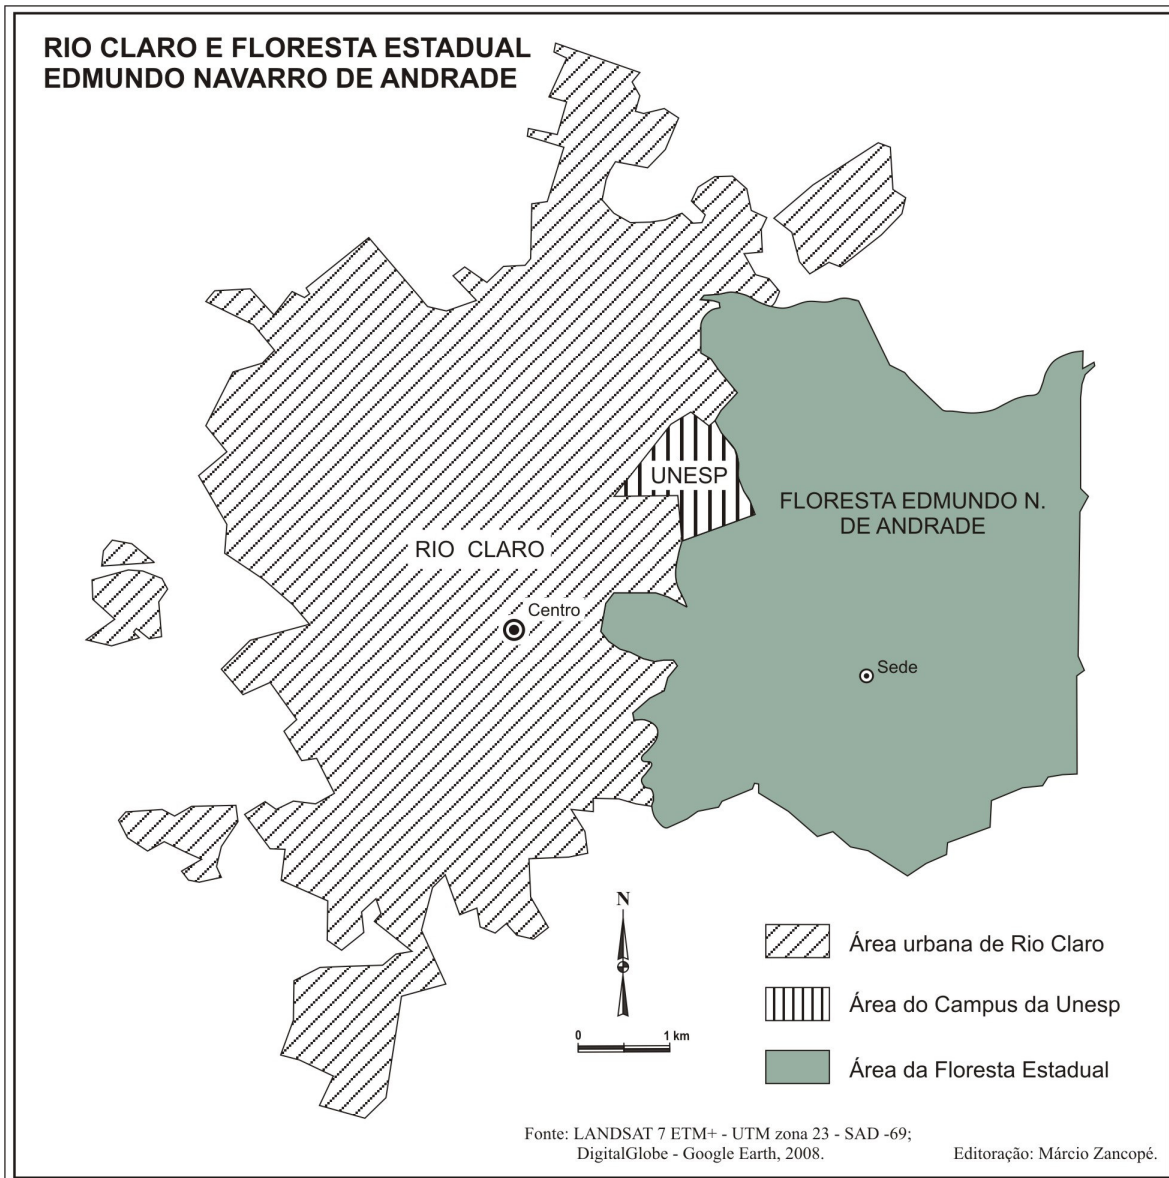 RIO CLARO E FLORESTA ESTADUAL
EDMUNDO NAVARRO DE ANDRADE
UNESP
FLORESTA EDMUNDO N.
DE ANDRADE
RIO CLARO
Centro
Sede
N
0 1 km
Área urbana de Rio Claro
Área do Campus da Unesp
Área da Floresta Estadual
Fonte: LANDSAT 7 ETM+ - UTM zona 23 - SAD -69;
DigitalGlobe - Google Earth, 2008.
Editoração: Márcio Zancopé.